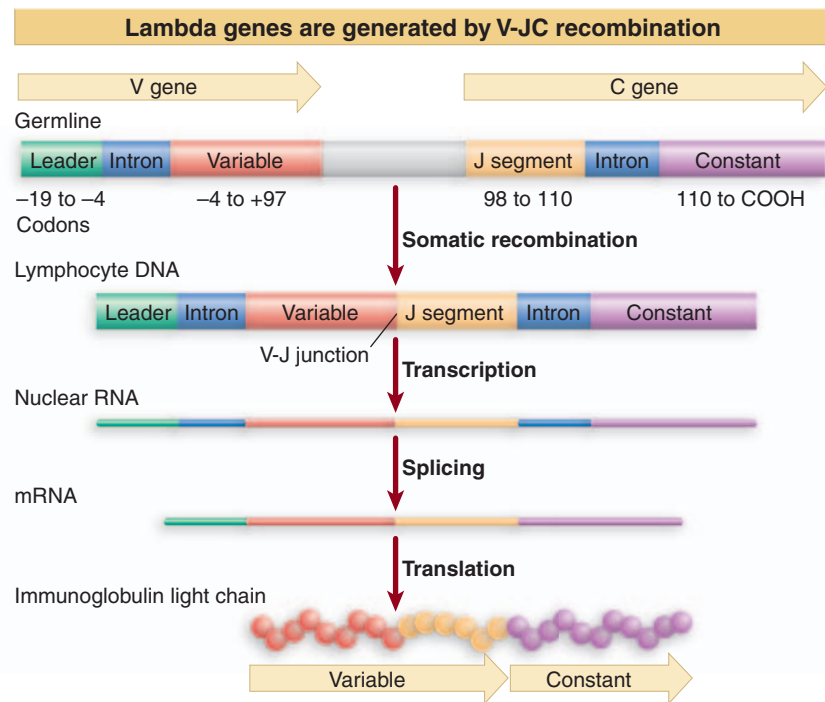 Lambda genes are generated by V-JC recombination
V gene
C gene
Germline
Leader Intron Variable J segment Intron Constant
–19 to –4 –4 to +97 98 to 110 110 to COOH
Codons
Somatic recombination
Lymphocyte DNA
Leader Intron Variable J segment Intron Constant
V-J junction
Transcription
Nuclear RNA
Splicing
mRNA
Translation
Immunoglobulin light chain
Variable
Constant